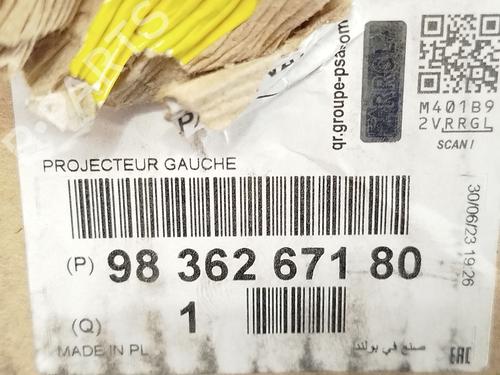 qr.groupe-psa.com
M401B9
2VRRGL
SCAN!
PROJECTEUR GAUCHE
30/06/23 19:26
(P) 98 362 671 80
(Q) 1
MADE IN PL
صنع في بولندا
EAC